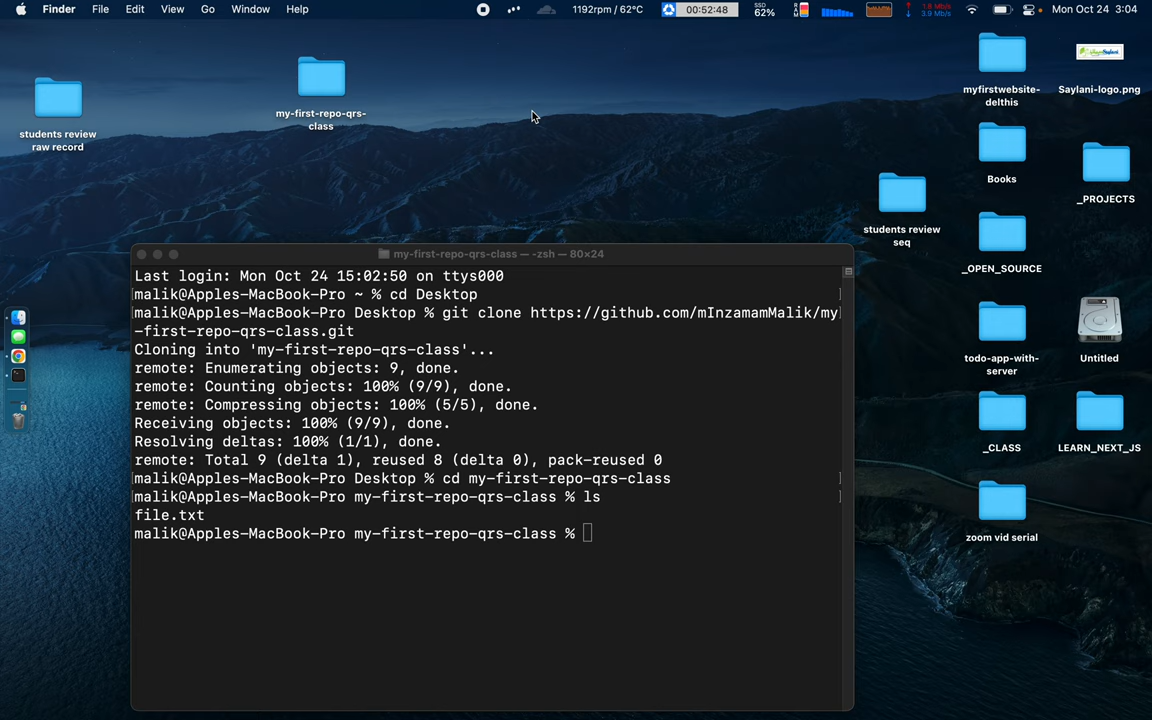 Finder File Edit View Go Window Help 1192rpm / 62°C 00:52:48 SSD 62% RAM 1.8 Mb/s 3.9 Mb/s Mon Oct 24 3:04
students review
raw record
my-first-repo-qrs-
class
myfirstwebsite-
delthis
Saylani-logo.png
Books
_PROJECTS
students review
seq
_OPEN_SOURCE
todo-app-with-
server
Untitled
_CLASS
LEARN_NEXT_JS
zoom vid serial
my-first-repo-qrs-class — -zsh — 80×24
Last login: Mon Oct 24 15:02:50 on ttys000
[malik@Apples-MacBook-Pro ~ % cd Desktop ]
[malik@Apples-MacBook-Pro Desktop % git clone https://github.com/mInzamamMalik/my]
-first-repo-qrs-class.git
Cloning into 'my-first-repo-qrs-class'...
remote: Enumerating objects: 9, done.
remote: Counting objects: 100% (9/9), done.
remote: Compressing objects: 100% (5/5), done.
Receiving objects: 100% (9/9), done.
Resolving deltas: 100% (1/1), done.
remote: Total 9 (delta 1), reused 8 (delta 0), pack-reused 0
[malik@Apples-MacBook-Pro Desktop % cd my-first-repo-qrs-class ]
[malik@Apples-MacBook-Pro my-first-repo-qrs-class % ls ]
file.txt
malik@Apples-MacBook-Pro my-first-repo-qrs-class %